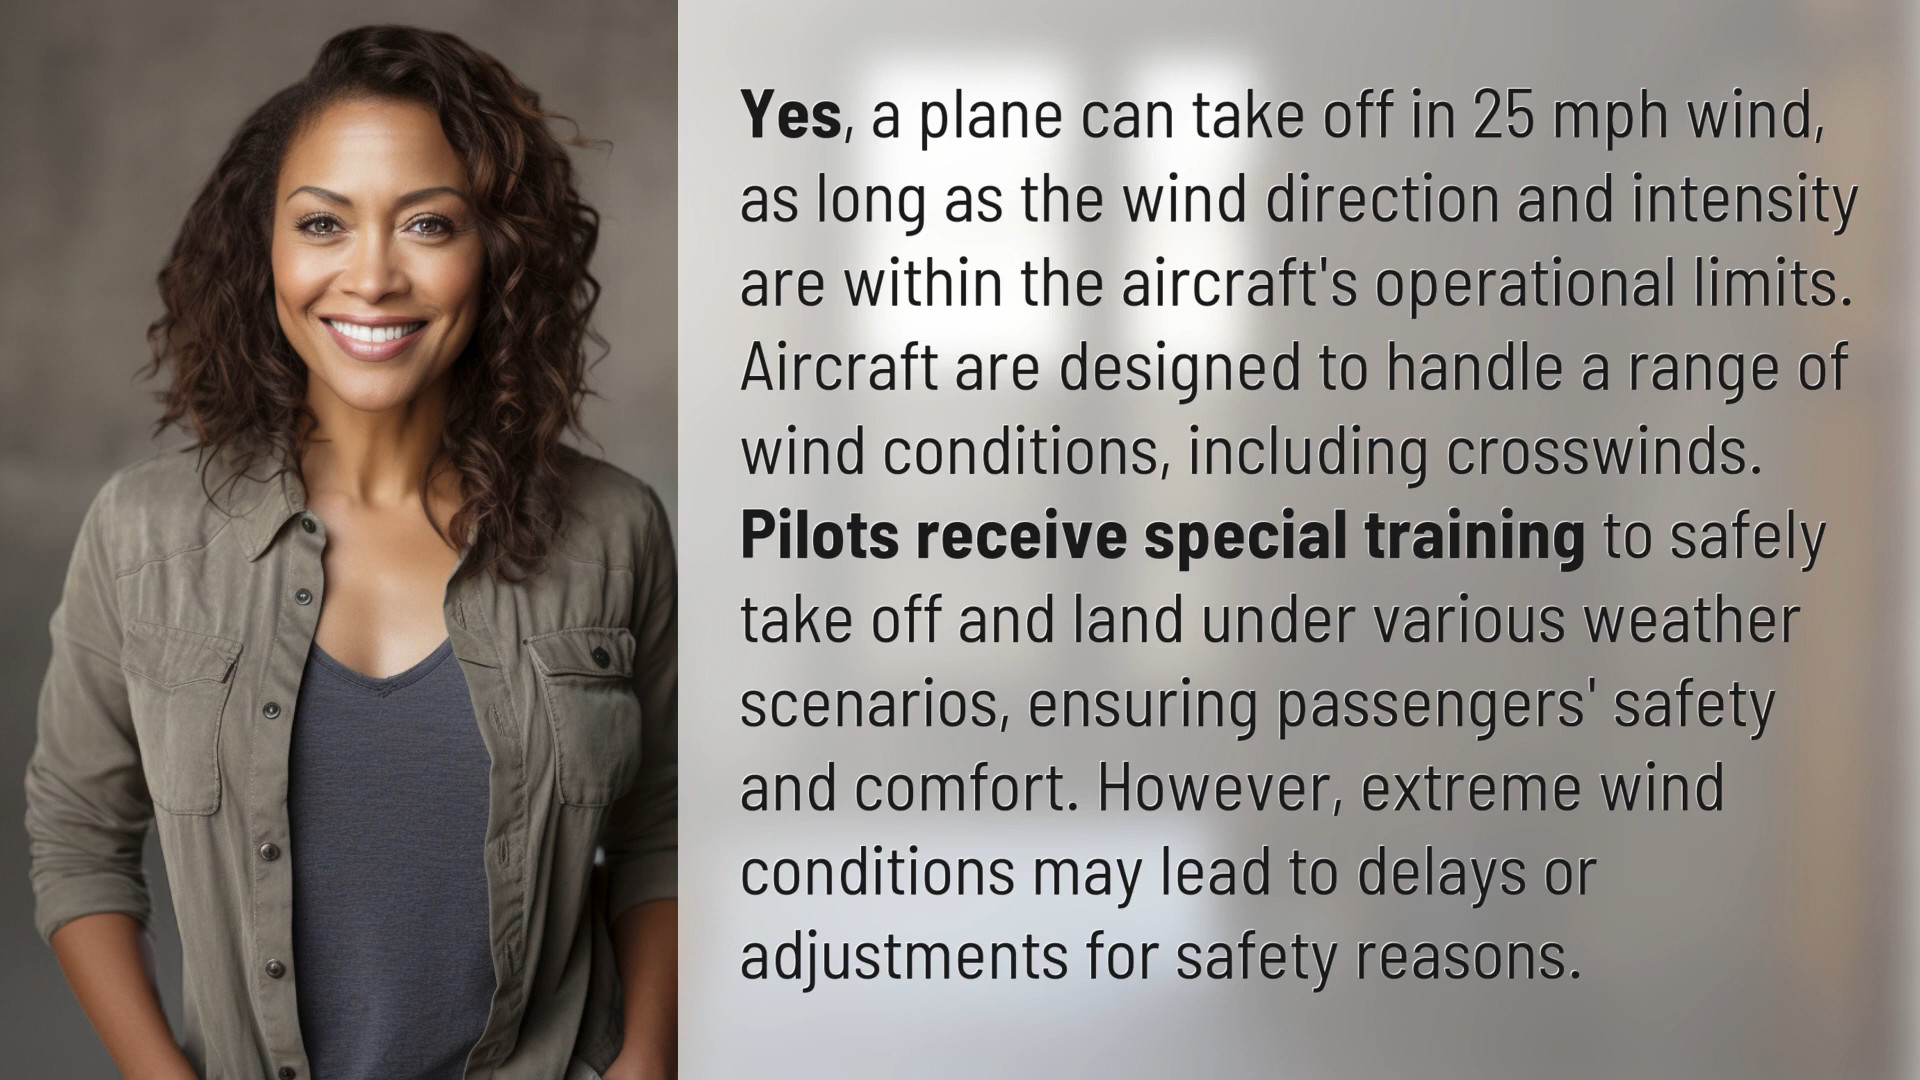 Yes, a plane can take off in 25 mph wind,
as long as the wind direction and intensity
are within the aircraft's operational limits.
Aircraft are designed to handle a range of
wind conditions, including crosswinds.
Pilots receive special training to safely
take off and land under various weather
scenarios, ensuring passengers' safety
and comfort. However, extreme wind
conditions may lead to delays or
adjustments for safety reasons.